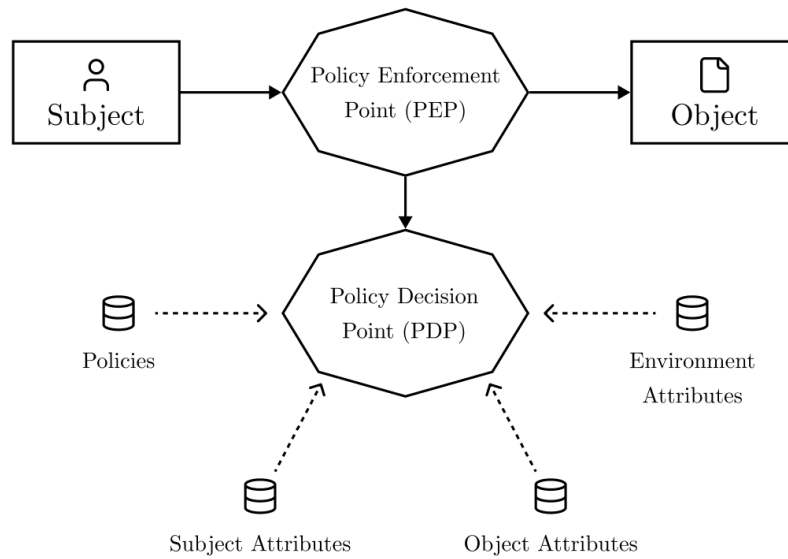 Subject
Policy Enforcement
Point (PEP)
Object
Policy Decision
Point (PDP)
Policies
Environment
Attributes
Subject Attributes
Object Attributes